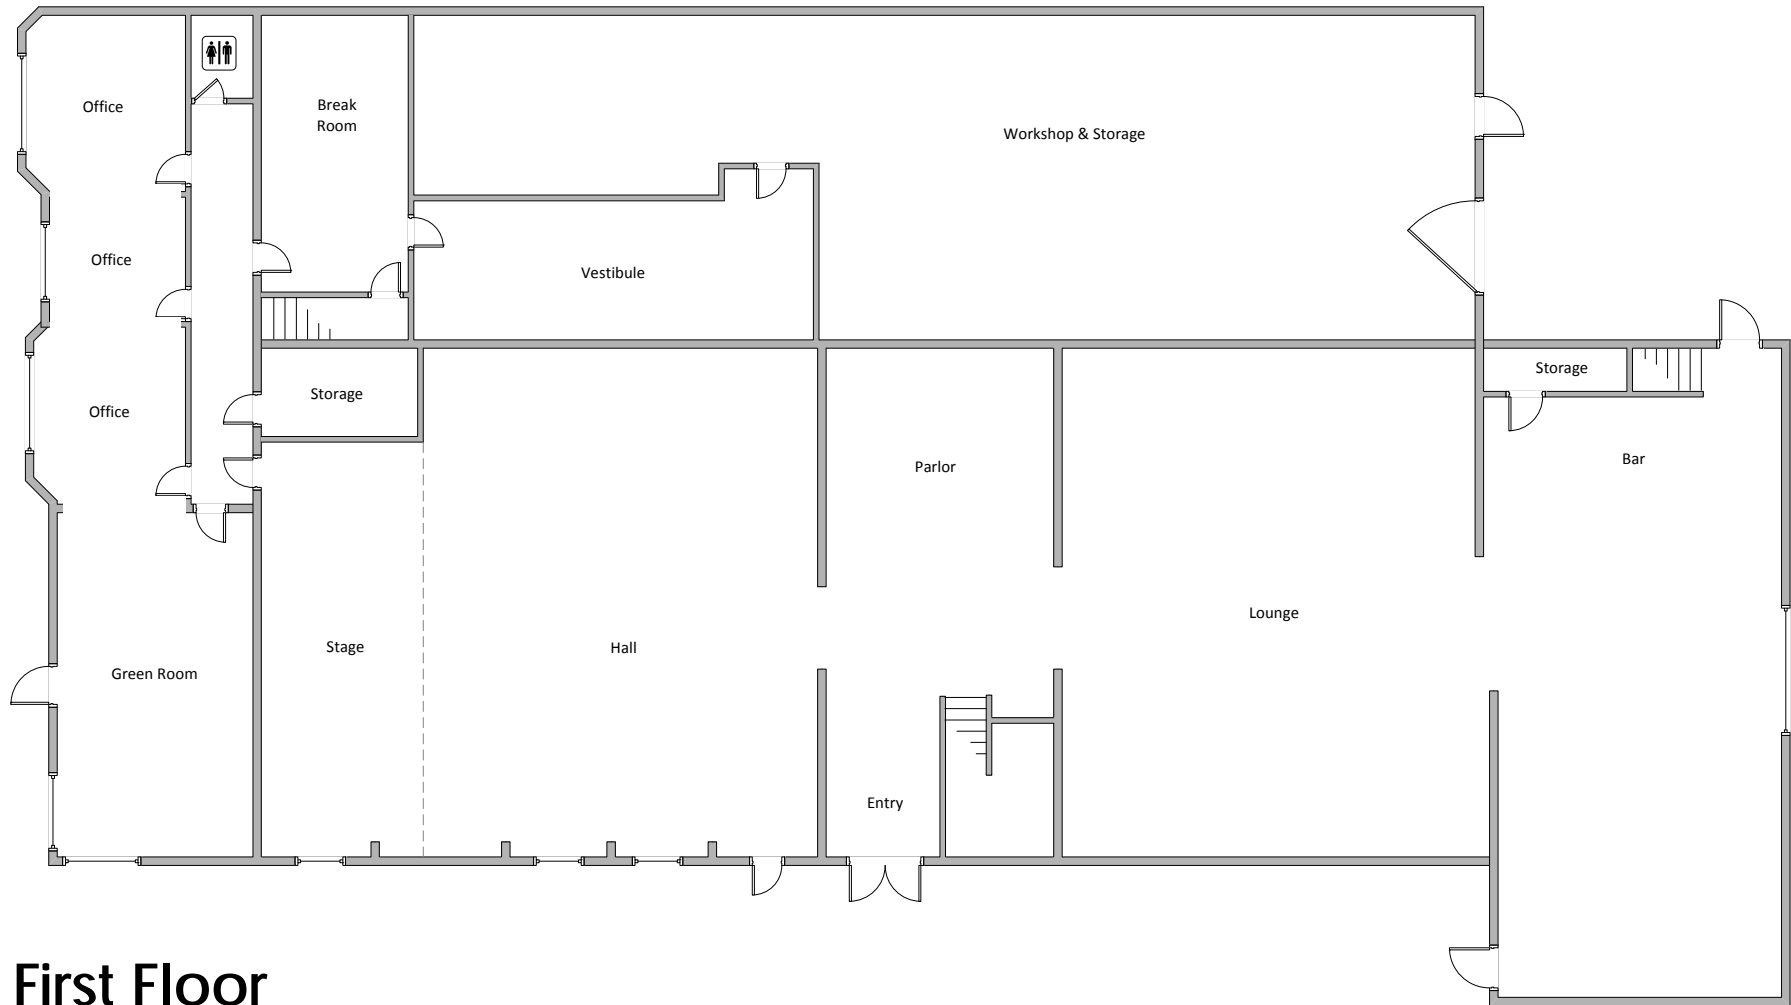 Office
Break
Room
Workshop & Storage
Office
Vestibule
Storage
Storage
Office
Parlor
Bar
Lounge
Stage
Hall
Green Room
Entry
First Floor